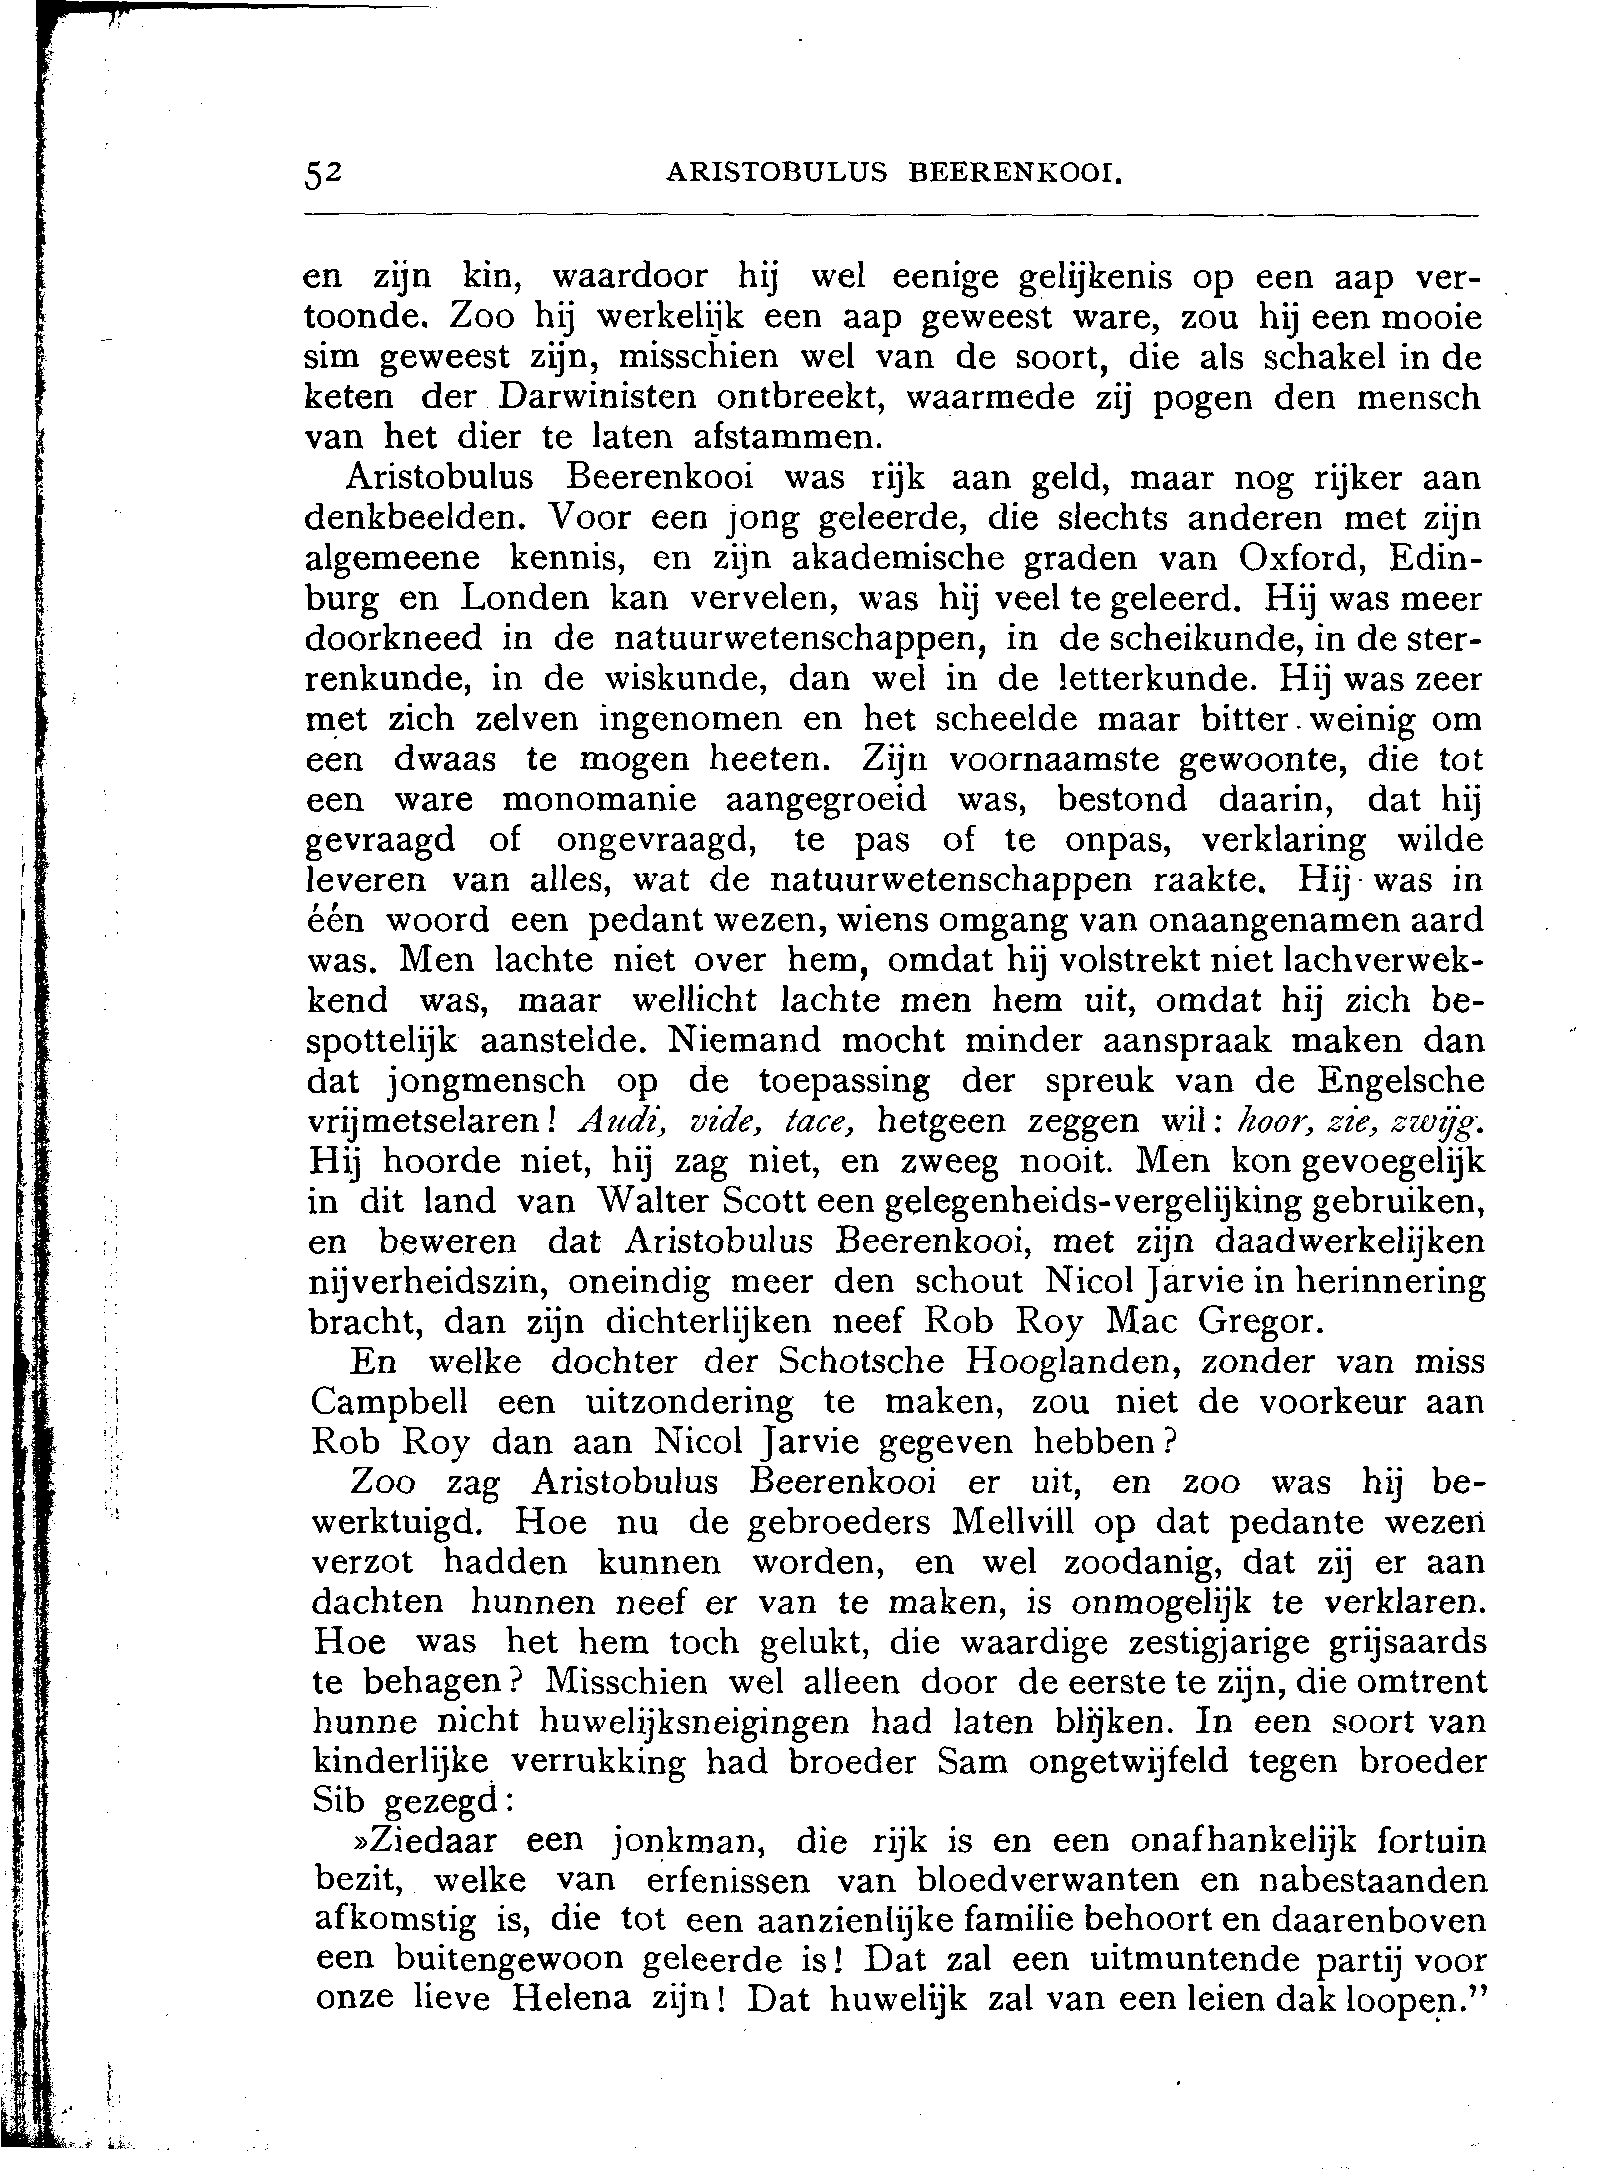 52 ARISTOBULUS BEERENKOOI.
en zijn kin, waardoor hij wel eenige gelijkenis op een aap ver-
toonde. Zoo hij werkelijk een aap geweest ware, zou hij een mooie
sim geweest zijn, misschien wel van de soort, die als schakel in de
keten der Darwinisten ontbreekt, waarmede zij pogen den mensch
van het dier te laten afstammen.
Aristobulus Beerenkooi was rijk aan geld, maar nog rijker aan
denkbeelden. Voor een jong geleerde, die slechts anderen met zijn
algemeene kennis, en zijn akademische graden van Oxford, Edin-
burg en Londen kan vervelen, was hij veel te geleerd. Hij was meer
doorkneed in de natuurwetenschappen, in de scheikunde, in de ster-
renkunde, in de wiskunde, dan wel in de letterkunde. Hij was zeer
met zich zelven ingenomen en het scheelde maar bitter weinig om
een dwaas te mogen heeten. Zijn voornaamste gewoonte, die tot
een ware monomanie aangegroeid was, bestond daarin, dat hij
gevraagd of ongevraagd, te pas of te onpas, verklaring wilde
leveren van alles, wat de natuurwetenschappen raakte. Hij was in
één woord een pedant wezen, wiens omgang van onaangenamen aard
was. Men lachte niet over hem, omdat hij volstrekt niet lachverwek-
kend was, maar wellicht lachte men hem uit, omdat hij zich be-
spottelijk aanstelde. Niemand mocht minder aanspraak maken dan
dat jongmensch op de toepassing der spreuk van de Engelsche
vrijmetselaren! Audi, vide, tace, hetgeen zeggen wil: hoor, zie, zwijg.
Hij hoorde niet, hij zag niet, en zweeg nooit. Men kon gevoegelijk
in dit land van Walter Scott een gelegenheids-vergelijking gebruiken,
en beweren dat Aristobulus Beerenkooi, met zijn daadwerkelijken
nijverheidszin, oneindig meer den schout Nicol Jarvie in herinnering
bracht, dan zijn dichterlijken neef Rob Roy Mac Gregor.
En welke dochter der Schotsche Hooglanden, zonder van miss
Campbell een uitzondering te maken, zou niet de voorkeur aan
Rob Roy dan aan Nicol Jarvie gegeven hebben?
Zoo zag Aristobulus Beerenkooi er uit, en zoo was hij be-
werktuigd. Hoe nu de gebroeders Mellvill op dat pedante wezen
verzot hadden kunnen worden, en wel zoodanig, dat zij er aan
dachten hunnen neef er van te maken, is onmogelijk te verklaren.
Hoe was het hem toch gelukt, die waardige zestigjarige grijsaards
te behagen? Misschien wel alleen door de eerste te zijn, die omtrent
hunne nicht huwelijksneigingen had laten blijken. In een soort van
kinderlijke verrukking had broeder Sam ongetwijfeld tegen broeder
Sib gezegd:
»Ziedaar een jonkman, die rijk is en een onafhankelijk fortuin
bezit, welke van erfenissen van bloedverwanten en nabestaanden
afkomstig is, die tot een aanzienlijke familie behoort en daarenboven
een buitengewoon geleerde is! Dat zal een uitmuntende partij voor
onze lieve Helena zijn! Dat huwelijk zal van een leien dak loopen.”